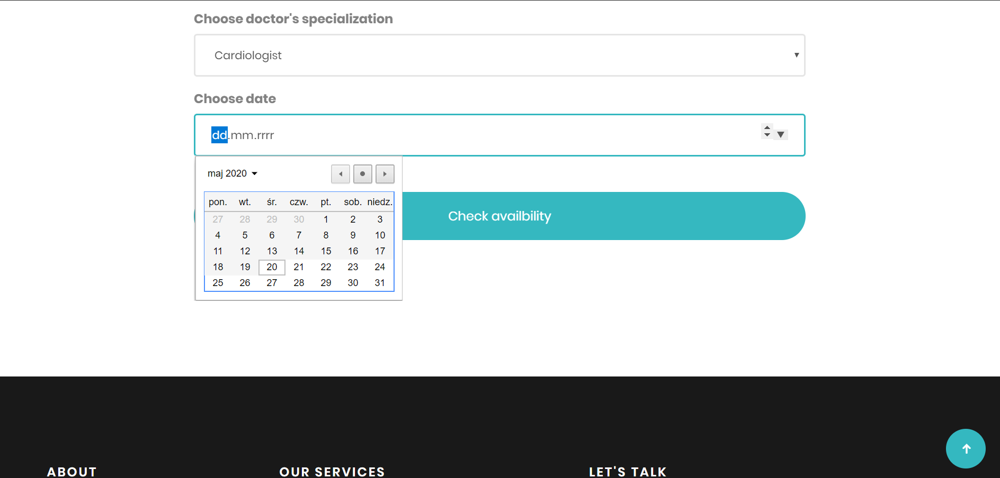 Choose doctor's specialization
Cardiologist
Choose date
dd.mm.rrrr
maj 2020
pon. wt. śr. czw. pt. sob. niedz.
27 28 29 30 1 2 3
4 5 6 7 8 9 10
11 12 13 14 15 16 17
18 19 20 21 22 23 24
25 26 27 28 29 30 31
Check availbility
ABOUT OUR SERVICES LET'S TALK